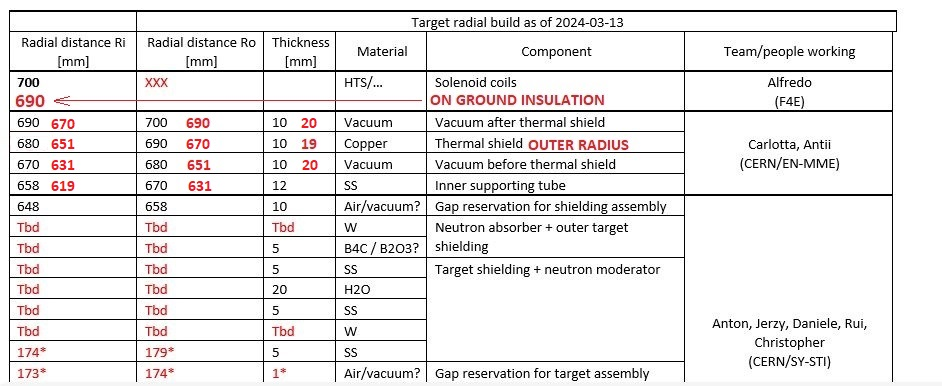 Target radial build as of 2024-03-13
Radial distance Ri [mm] Radial distance Ro [mm] Thickness [mm] Material Component Team/people working
700 XXX HTS/... Solenoid coils Alfredo (F4E)
690 ON GROUND INSULATION
690 670 700 690 10 20 Vacuum Vacuum after thermal shield Carlotta, Antii (CERN/EN-MME)
680 651 690 670 10 19 Copper Thermal shield OUTER RADIUS
670 631 680 651 10 20 Vacuum Vacuum before thermal shield
658 619 670 631 12 SS Inner supporting tube
648 658 10 Air/vacuum? Gap reservation for shielding assembly
Tbd Tbd Tbd W Neutron absorber + outer target shielding
Tbd Tbd 5 B4C / B2O3?
Tbd Tbd 5 SS Target shielding + neutron moderator
Tbd Tbd 20 H2O
Tbd Tbd 5 SS
Tbd Tbd Tbd W Anton, Jerzy, Daniele, Rui, Christopher (CERN/SY-STI)
174* 179* 5 SS
173* 174* 1* Air/vacuum? Gap reservation for target assembly